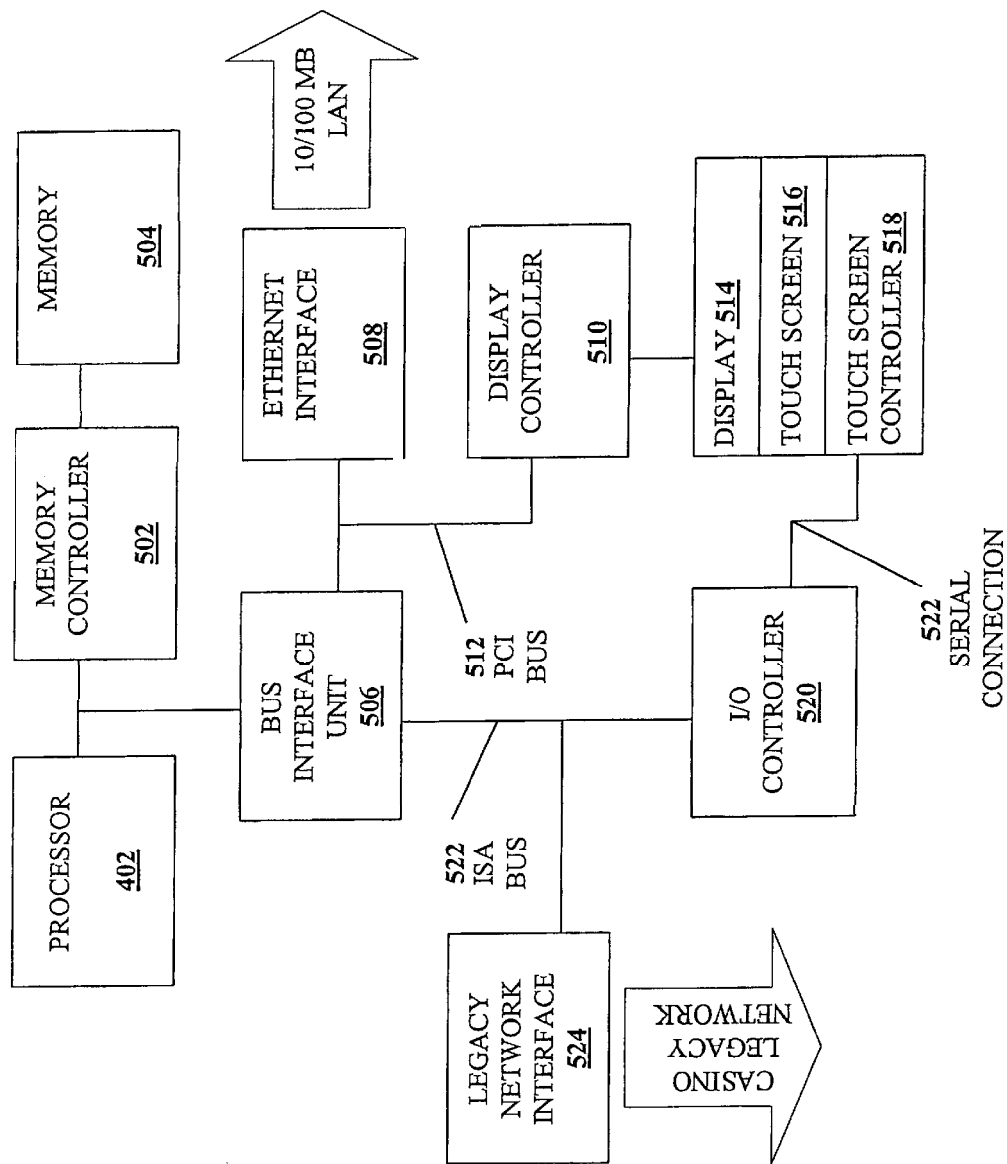 PROCESSOR
402
MEMORY
CONTROLLER
502
MEMORY
504
BUS
INTERFACE
UNIT
506
ETHERNET
INTERFACE
508
10/100 MB
LAN
512
PCI
BUS
DISPLAY
CONTROLLER
510
522
ISA
BUS
LEGACY
NETWORK
INTERFACE
524
CASINO
LEGACY
NETWORK
I/O
CONTROLLER
520
DISPLAY 514
TOUCH SCREEN 516
TOUCH SCREEN
CONTROLLER 518
522
SERIAL
CONNECTION